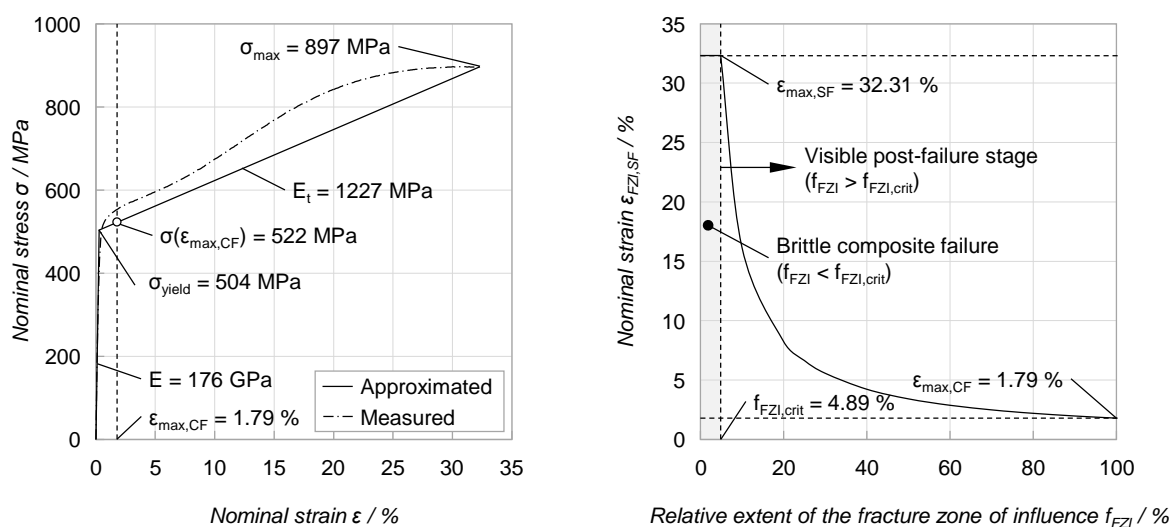 1000
800
600
400
200
0
0 5 10 15 20 25 30 35
Nominal stress σ / MPa
Nominal strain ε / %
σmax = 897 MPa
Et = 1227 MPa
σ(εmax,CF) = 522 MPa
σyield = 504 MPa
E = 176 GPa
εmax,CF = 1.79 %
Approximated
Measured
35
30
25
20
15
10
5
0
0 20 40 60 80 100
Nominal strain εFZI,SF / %
Relative extent of the fracture zone of influence fFZI / %
εmax,SF = 32.31 %
Visible post-failure stage
(fFZI > fFZI,crit)
Brittle composite failure
(fFZI < fFZI,crit)
εmax,CF = 1.79 %
fFZI,crit = 4.89 %